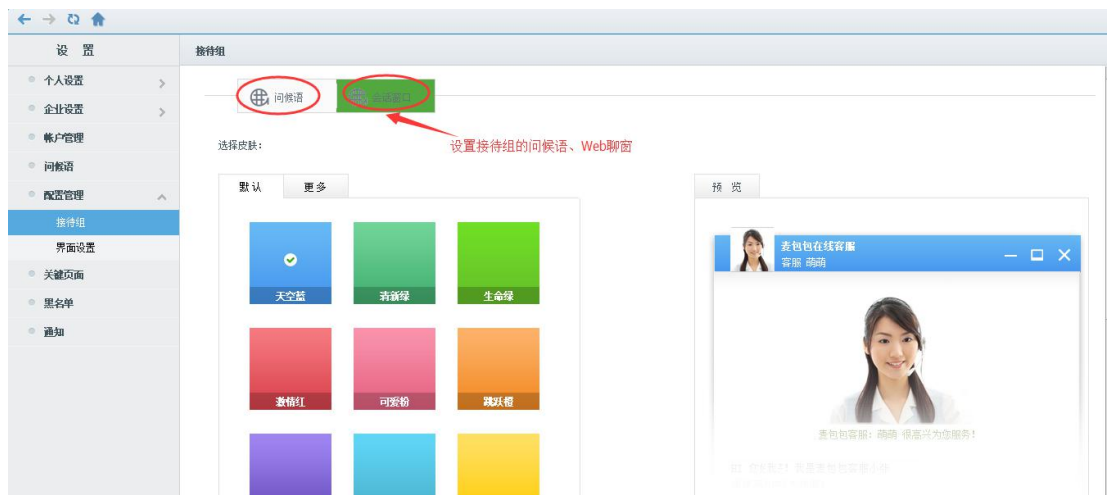 设 置
接待组
个人设置
企业设置
帐户管理
问候语
配置管理
接待组
界面设置
关键页面
黑名单
通知
问候语
会话窗口
设置接待组的问候语、Web聊窗
选择皮肤：
默认
更多
天空蓝
青新绿
生命绿
激情红
可爱粉
跳跃橙
预 览
麦包包在线客服
客服 萌萌
麦包包客服：萌萌 很高兴为您服务！